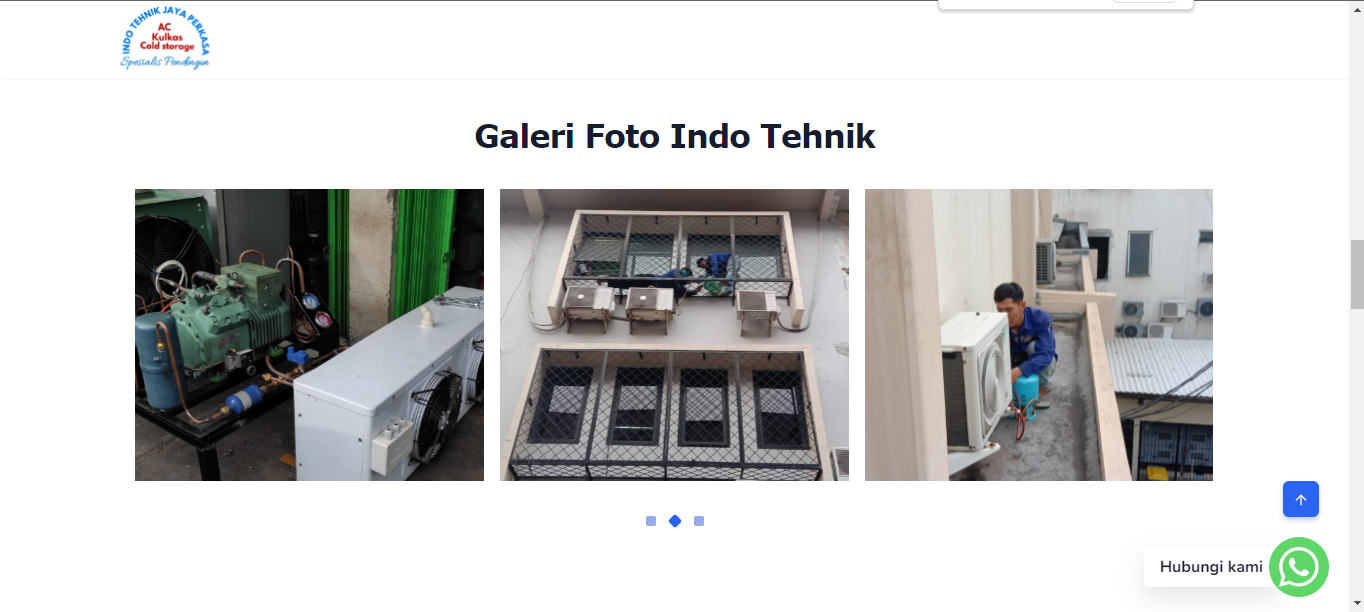 INDO TEHNIK JAYA PERKASA
AC
Kulkas
Cold storage
Spesialis Pendingin
Galeri Foto Indo Tehnik
Hubungi kami